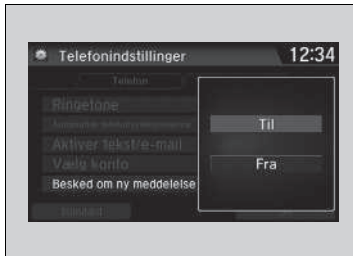 Telefonindstillinger
12:34
Telefon
Ringetone
Aktiver tekst/e-mail
Vælg konto
Besked om ny meddelelse
Til
Fra